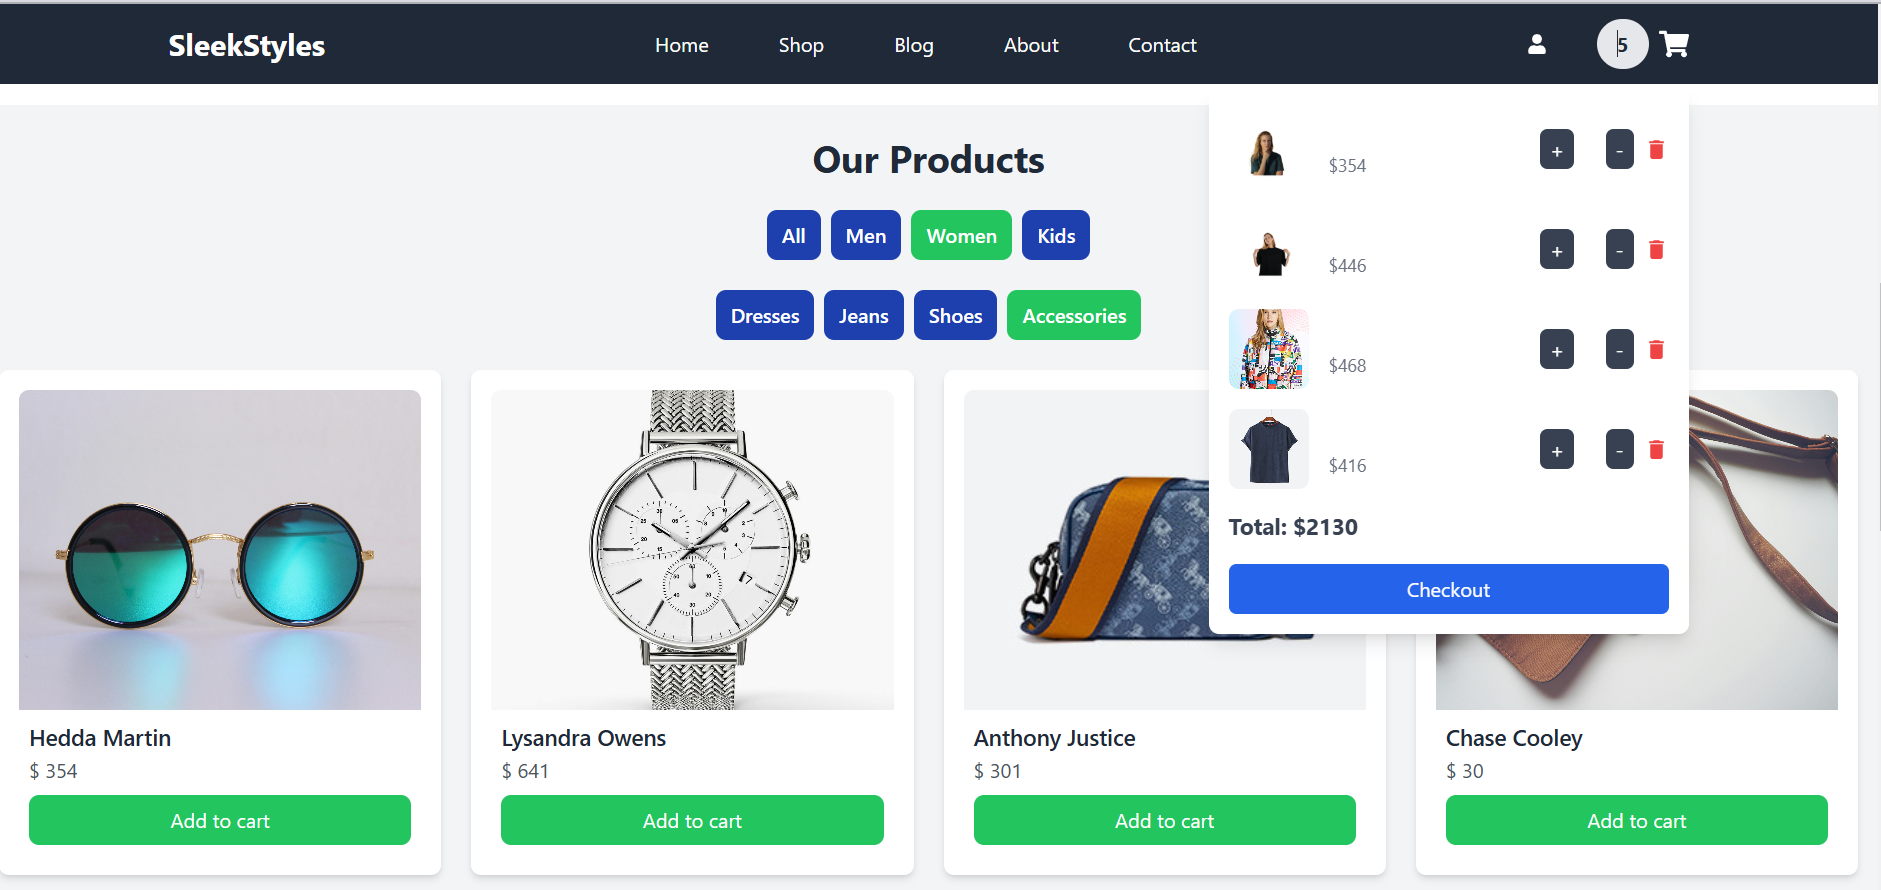 SleekStyles
Home Shop Blog About Contact
5
Our Products
All Men Women Kids
Dresses Jeans Shoes Accessories
$354
+ -
$446
+ -
$468
+ -
$416
+ -
Total: $2130
Checkout
Hedda Martin
$ 354
Add to cart
Lysandra Owens
$ 641
Add to cart
Anthony Justice
$ 301
Add to cart
Chase Cooley
$ 30
Add to cart